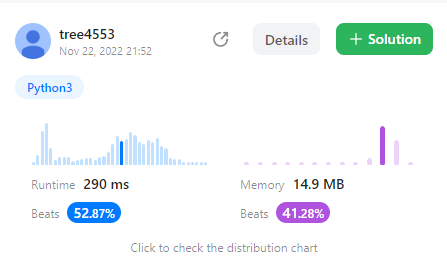 tree4553
Nov 22, 2022 21:52
Details
+ Solution
Python3
Runtime 290 ms
Memory 14.9 MB
Beats 52.87%
Beats 41.28%
Click to check the distribution chart